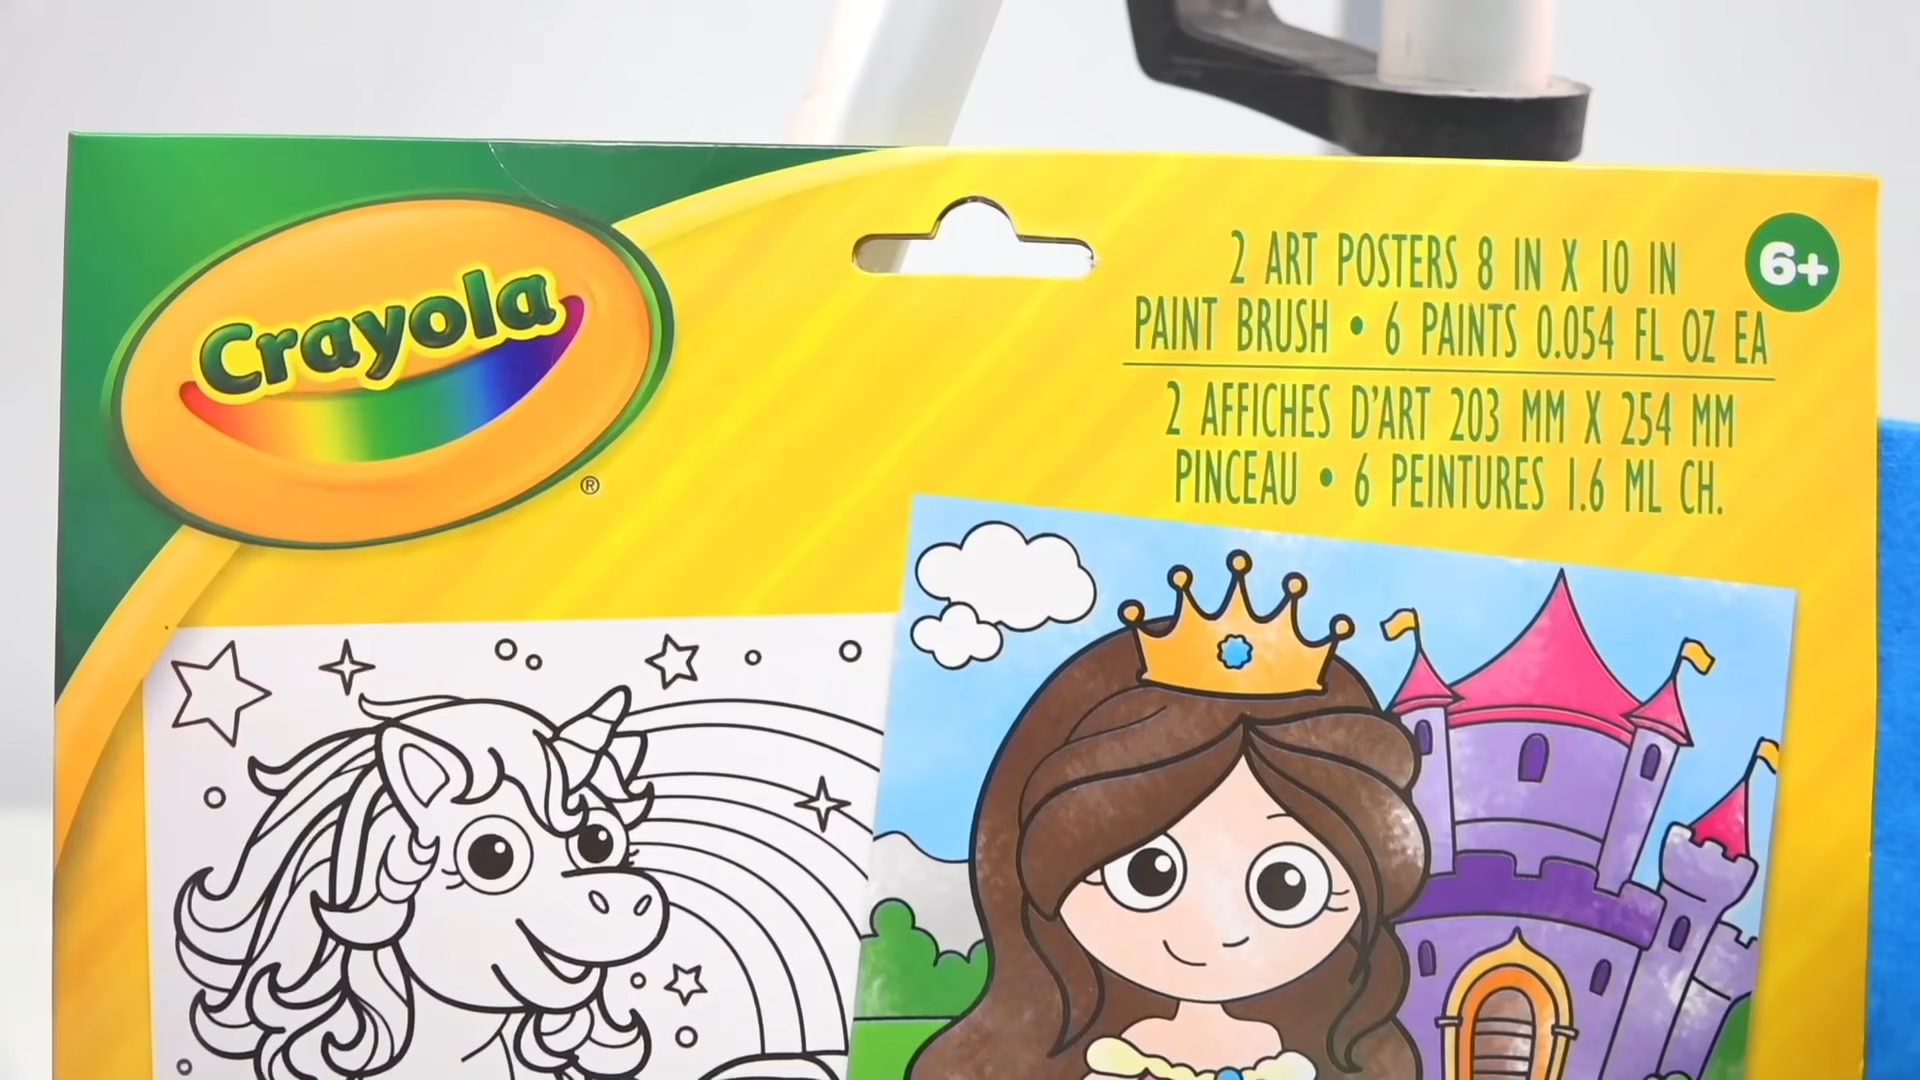 Crayola
®
2 ART POSTERS 8 IN X 10 IN
6+
PAINT BRUSH • 6 PAINTS 0.054 FL OZ EA
2 AFFICHES D'ART 203 MM X 254 MM
PINCEAU • 6 PEINTURES 1.6 ML CH.